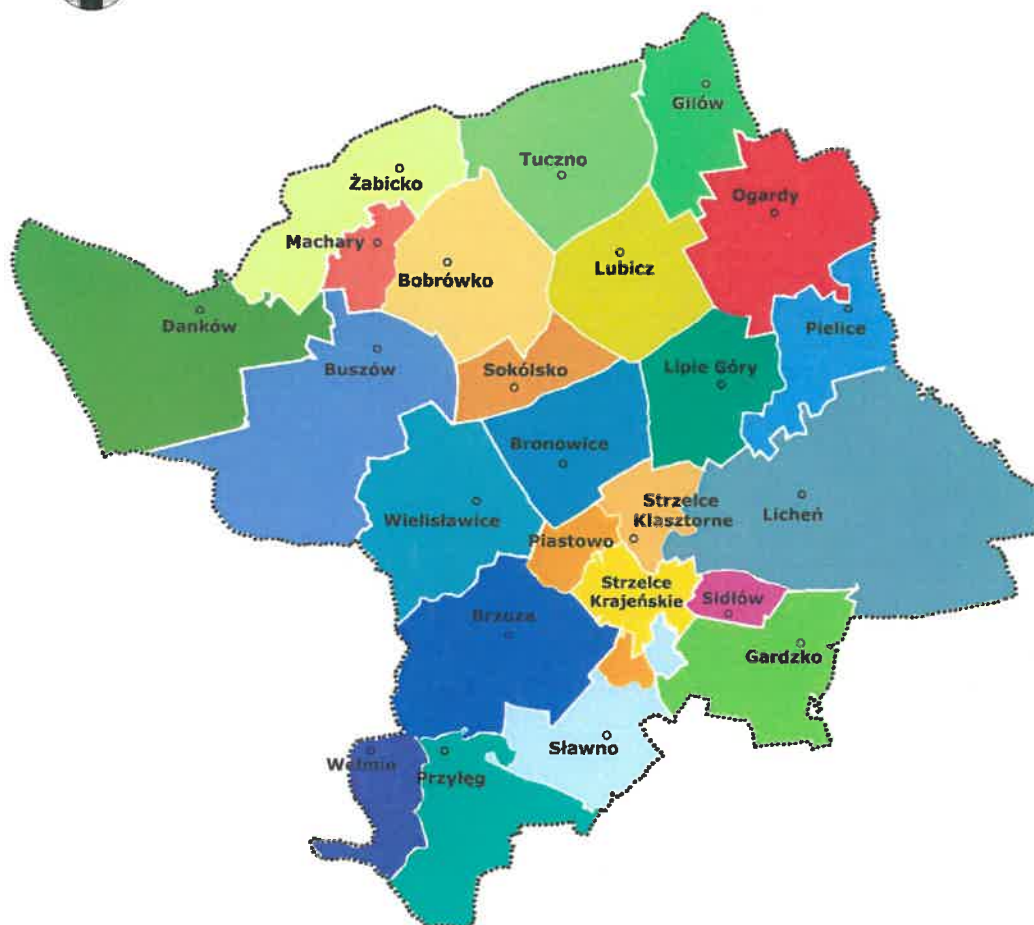 Gilów
Tuczno
Żabicko
Ogardy
Machary
Bobrówko
Lubicz
Danków
Pielice
Buszów
Sokólsko
Lipie Góry
Bronowice
Wielisławice
Strzelce
Klasztorne
Licheń
Piastowo
Strzelce
Krajeńskie
Sidłów
Brzoza
Gardzko
Sławno
Wełmin
Przyłęg